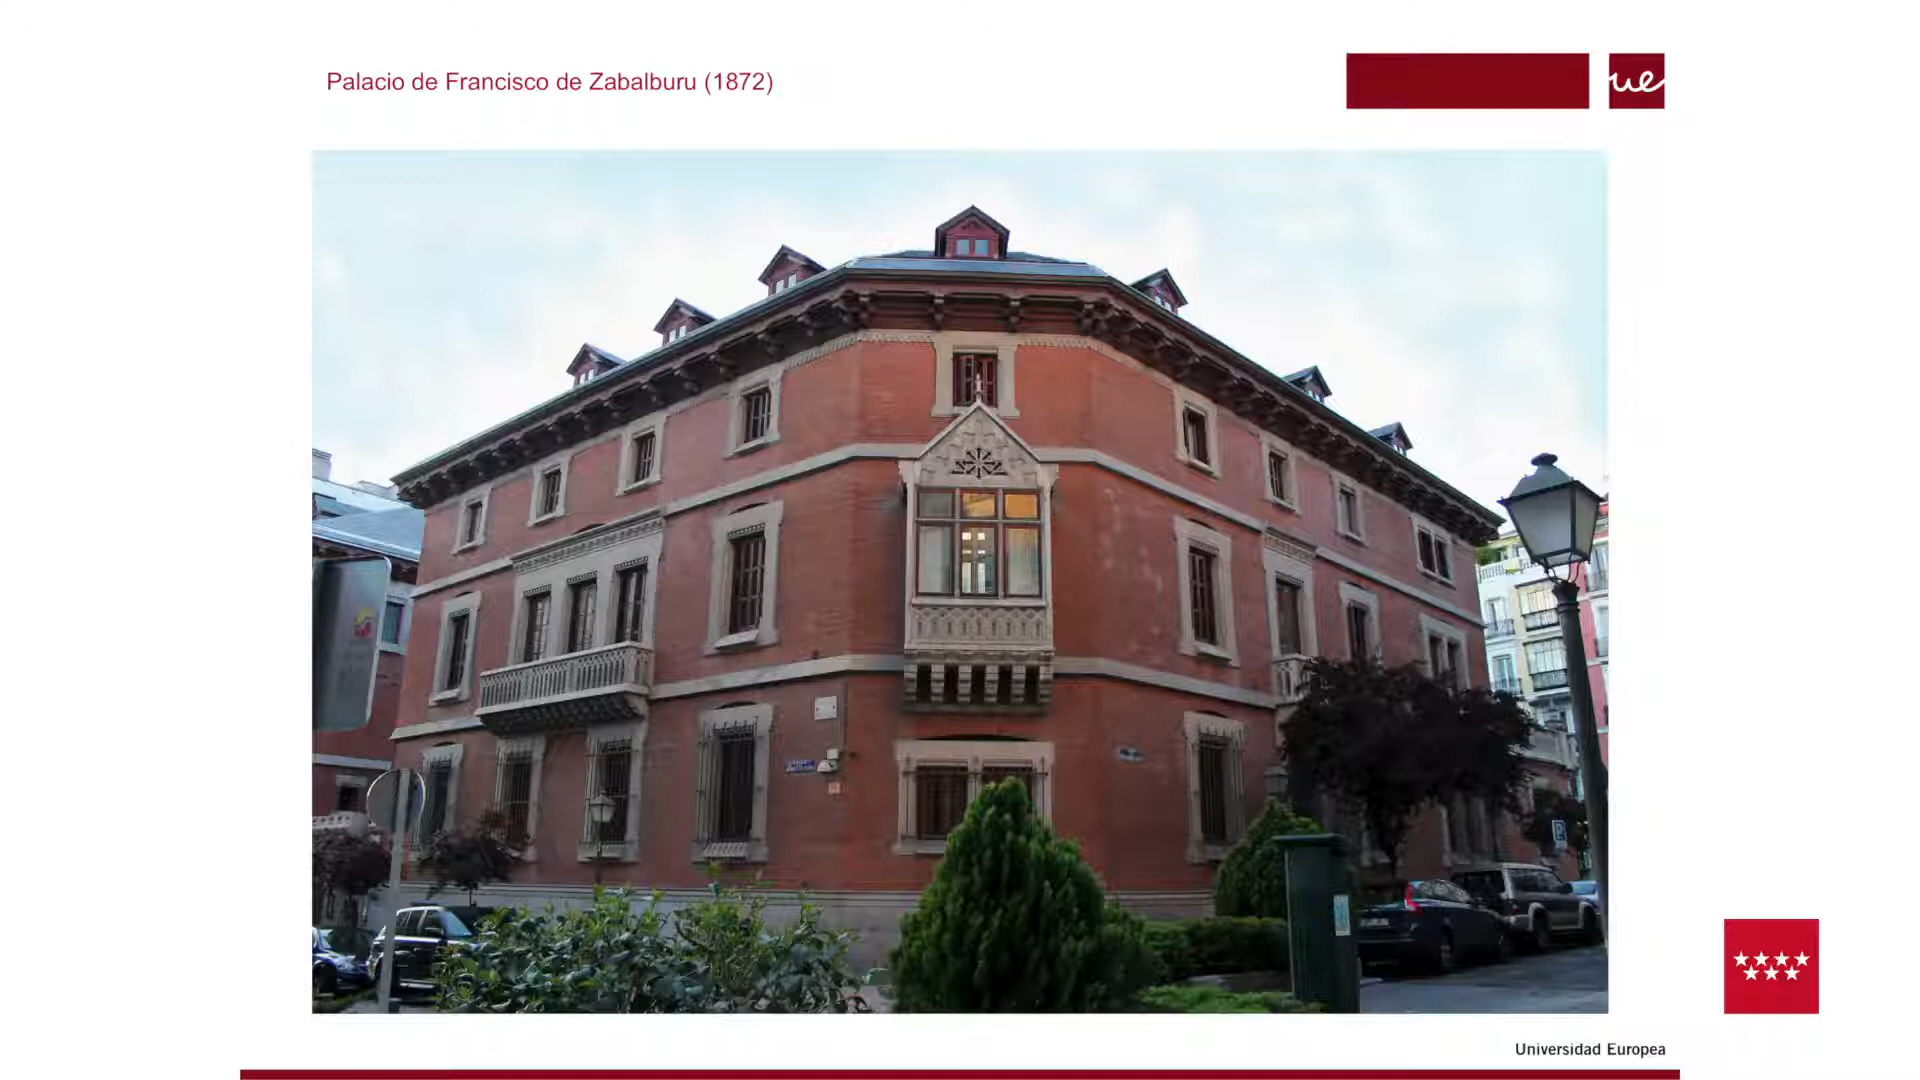 Palacio de Francisco de Zabalburu (1872)
ue
P
Universidad Europea